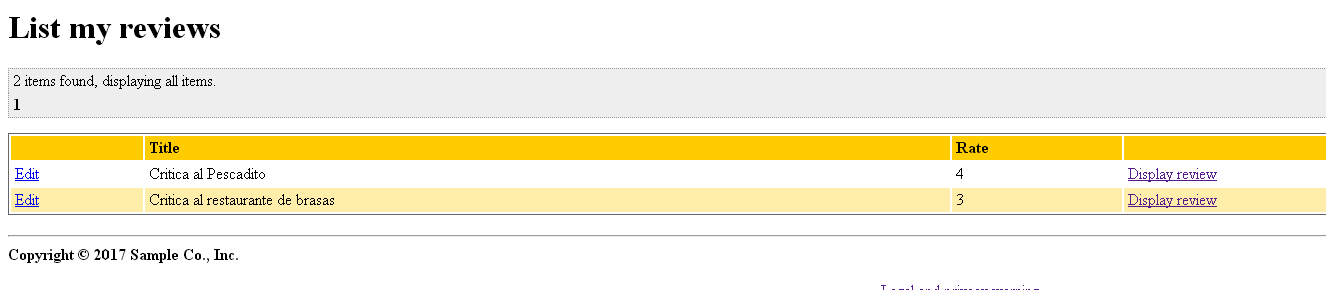 List my reviews
2 items found, displaying all items.
1
Title Rate
Edit Critica al Pescadito 4 Display review
Edit Critica al restaurante de brasas 3 Display review
Copyright © 2017 Sample Co., Inc.